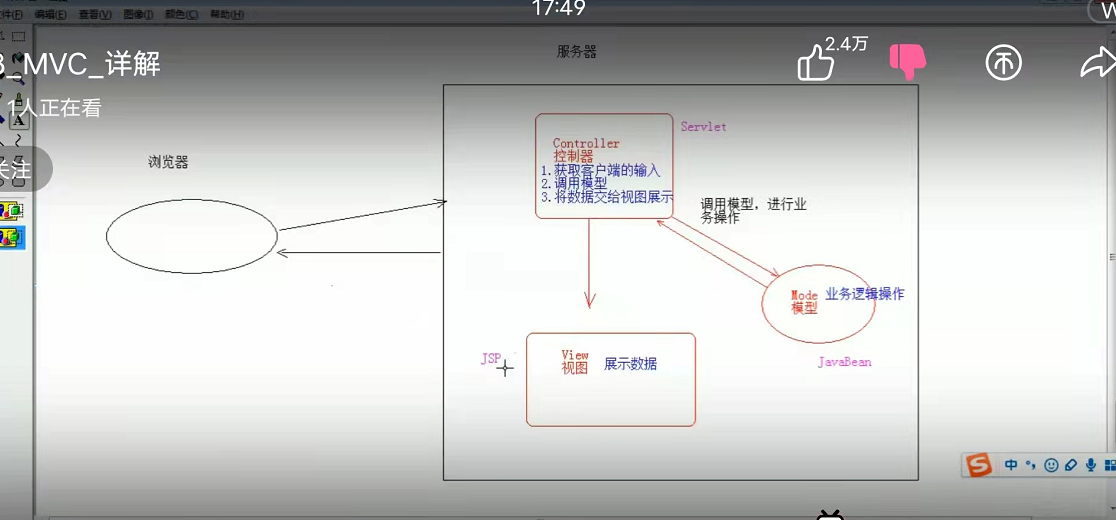 17:49
件(F) 编辑(E) 查看(V) 图像(I) 颜色(C) 帮助(H)
_MVC_详解
2.4万
1人正在看
关注
A
服务器
浏览器
Servlet
Controller
控制器
1.获取客户端的输入
2.调用模型
3.将数据交给视图展示
调用模型，进行业
务操作
Mode 业务逻辑操作
模型
JavaBean
JSP
View
视图
展示数据
中